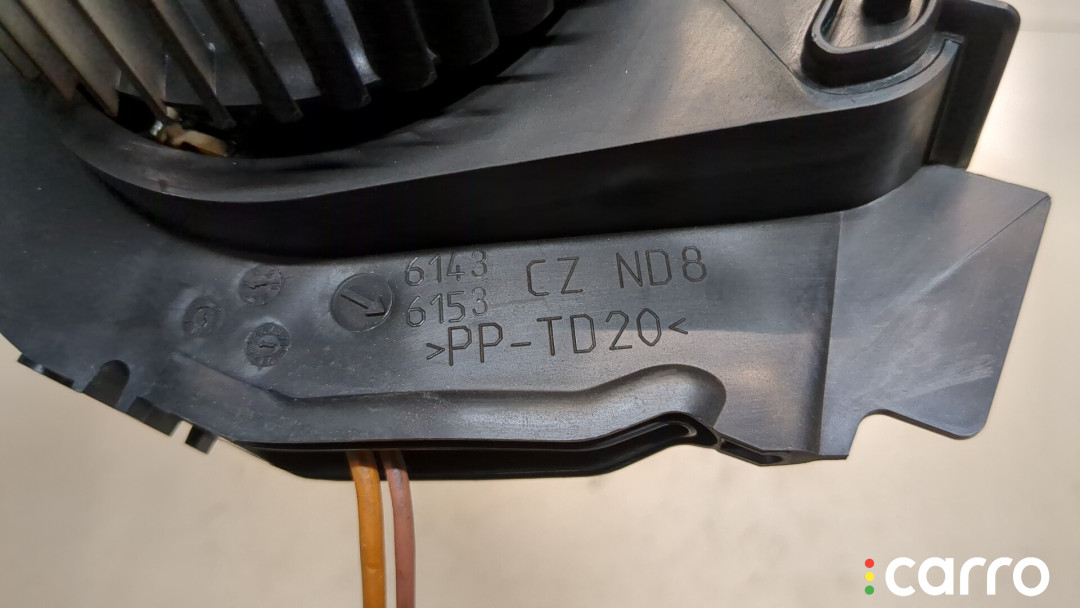 6143 CZ ND8
6153
>PP-TD20<
carro